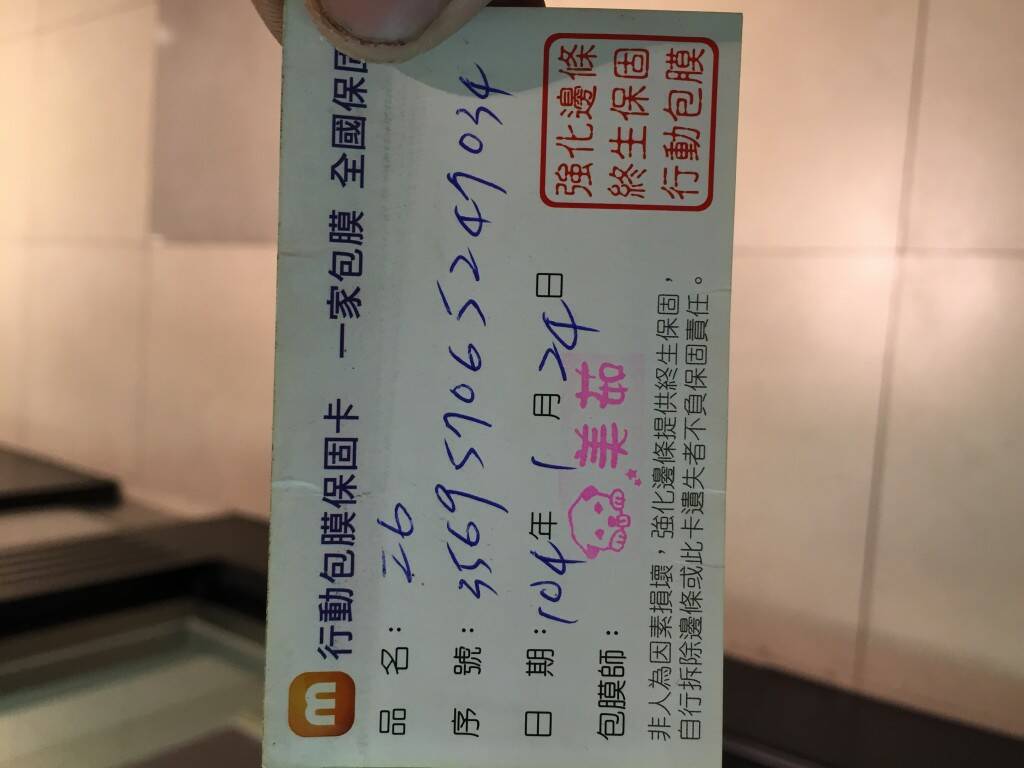 m 行動包膜保固卡 一家包膜 全國保固
品 名： I6
序 號： 356957065249034
日 期： 104年 1 月 24日
包膜師： 美茹
強化邊條
終生保固
行動包膜
非人為因素損壞，強化邊條提供終生保固，
自行拆除邊條或此卡遺失者不負保固責任。